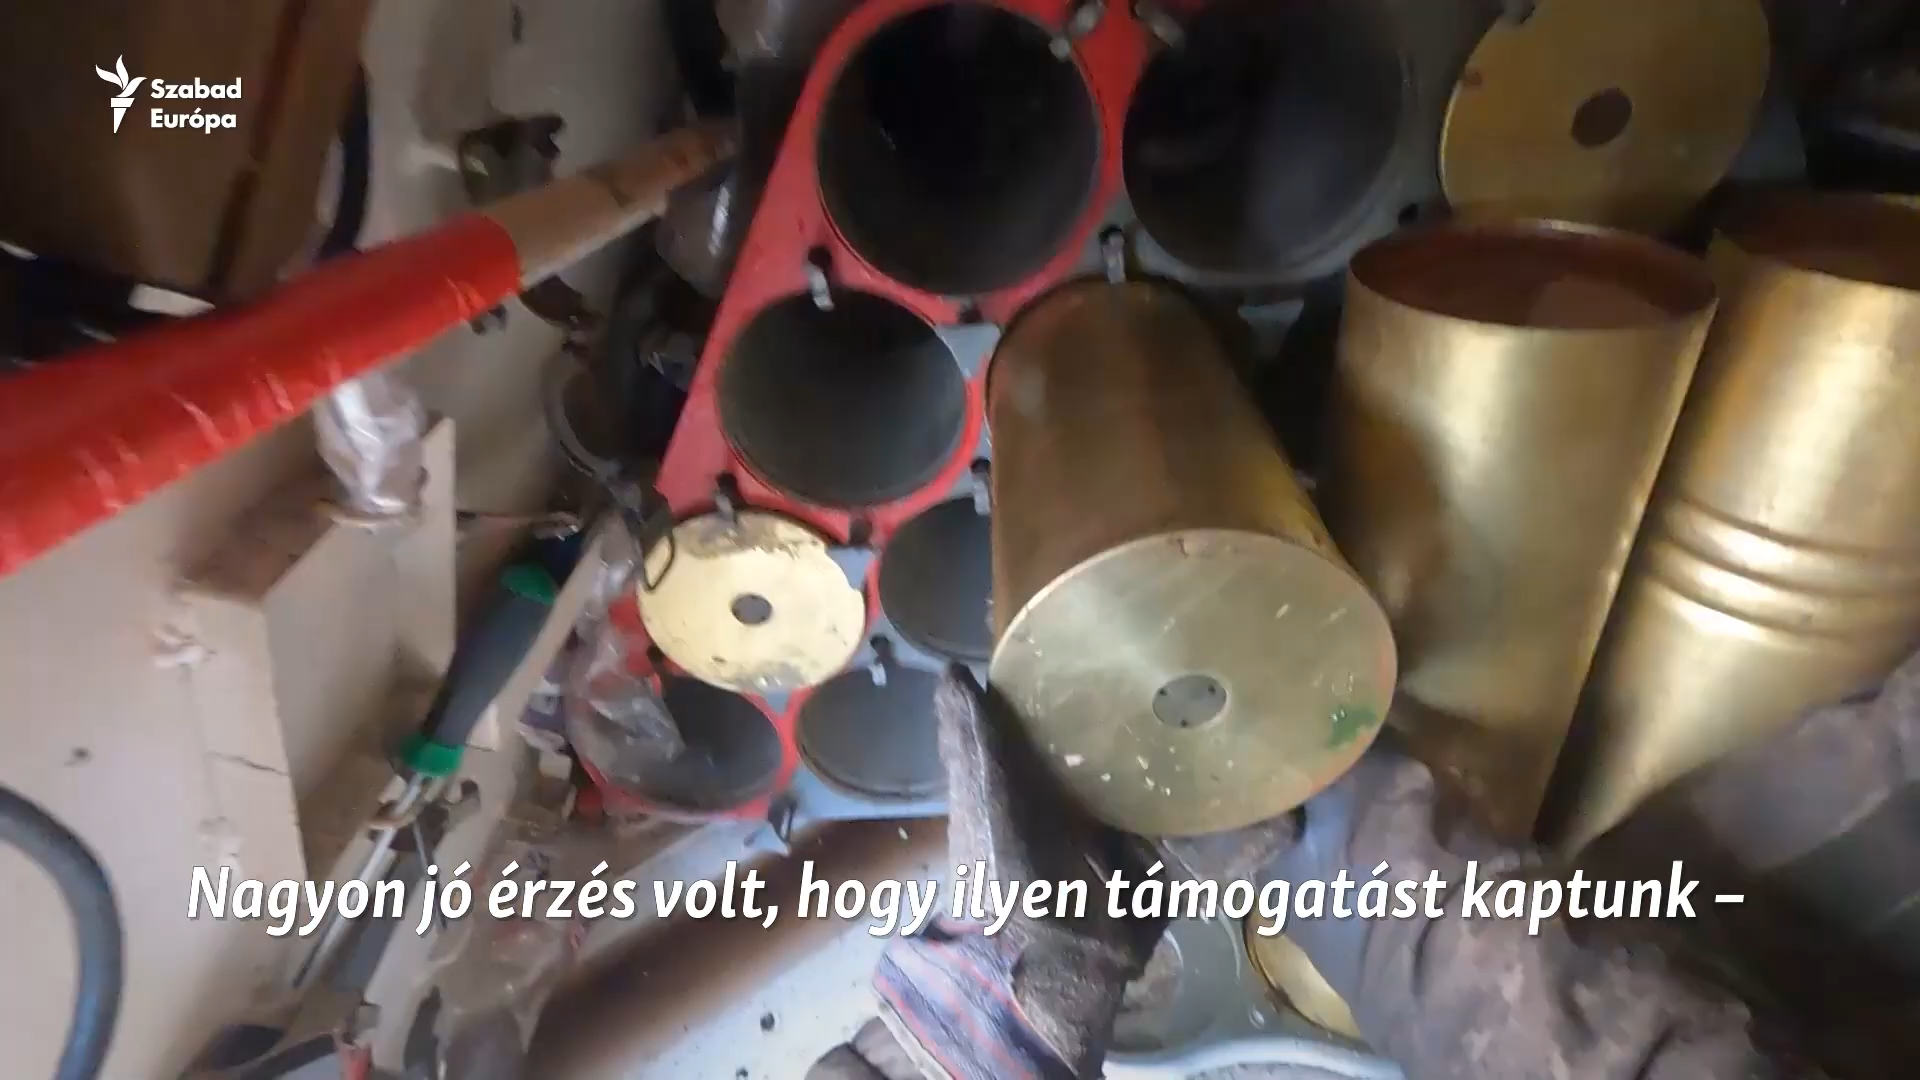 Szabad
Európa
Nagyon jó érzés volt, hogy ilyen támogatást kaptunk –